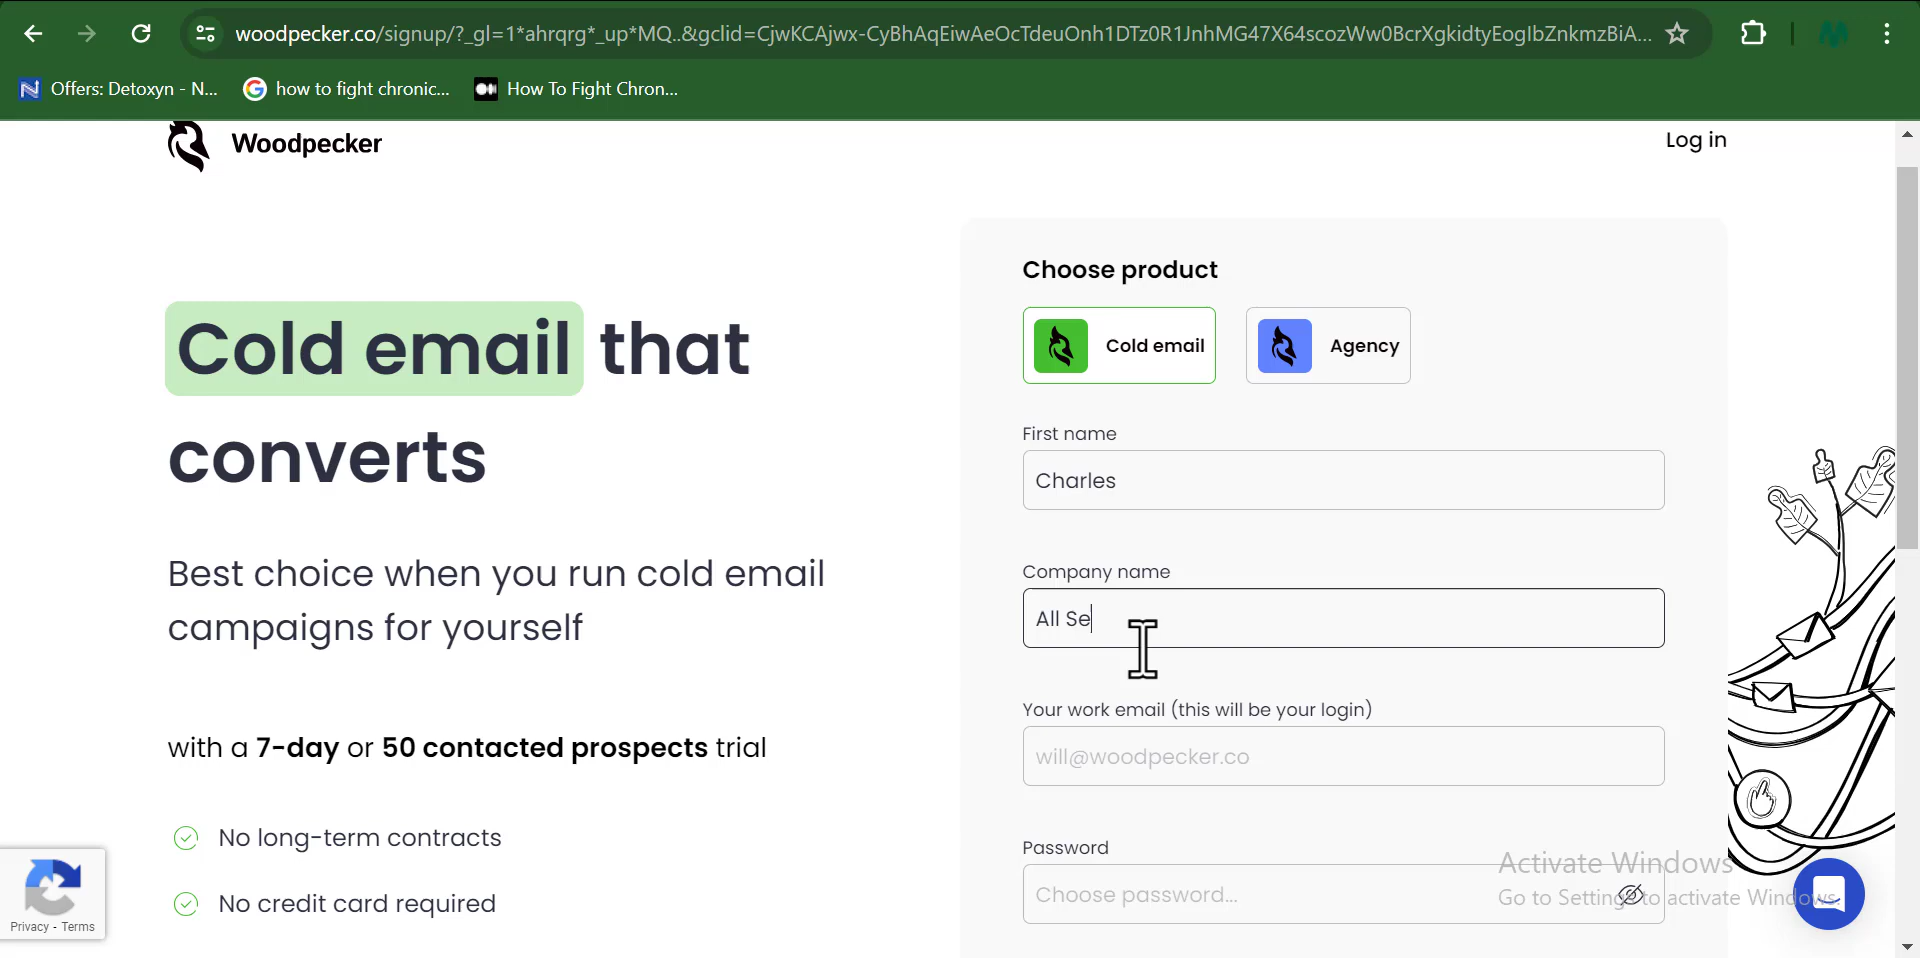 woodpecker.co/signup/?_gl=1*ahrqrg*_up*MQ..&gclid=CjwKCAjwx-CyBhAqEiwAeOcTdeuOnh1DTz0R1JnhMG47X64scozWw0BcrXgkidtyEogIbZnkmzBiA...
Offers: Detoxyn - N...
how to fight chronic...
How To Fight Chron...
Woodpecker
Log in
Cold email that
converts
Best choice when you run cold email
campaigns for yourself
with a 7-day or 50 contacted prospects trial
No long-term contracts
No credit card required
Choose product
Cold email
Agency
First name
Charles
Company name
All Se
Your work email (this will be your login)
will@woodpecker.co
Password
Choose password...
Activate Windows
Go to Settings to activate Windows.
Privacy - Terms